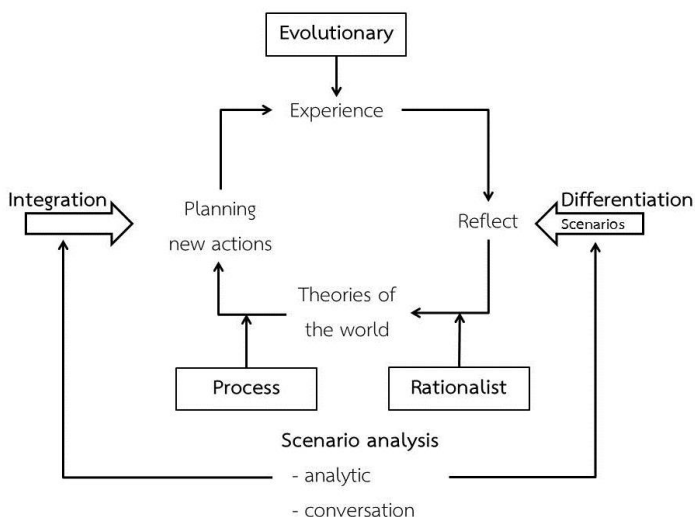 Evolutionary
Experience
Integration
Differentiation
Scenarios
Planning
new actions
Reflect
Theories of
the world
Process
Rationalist
Scenario analysis
- analytic
- conversation